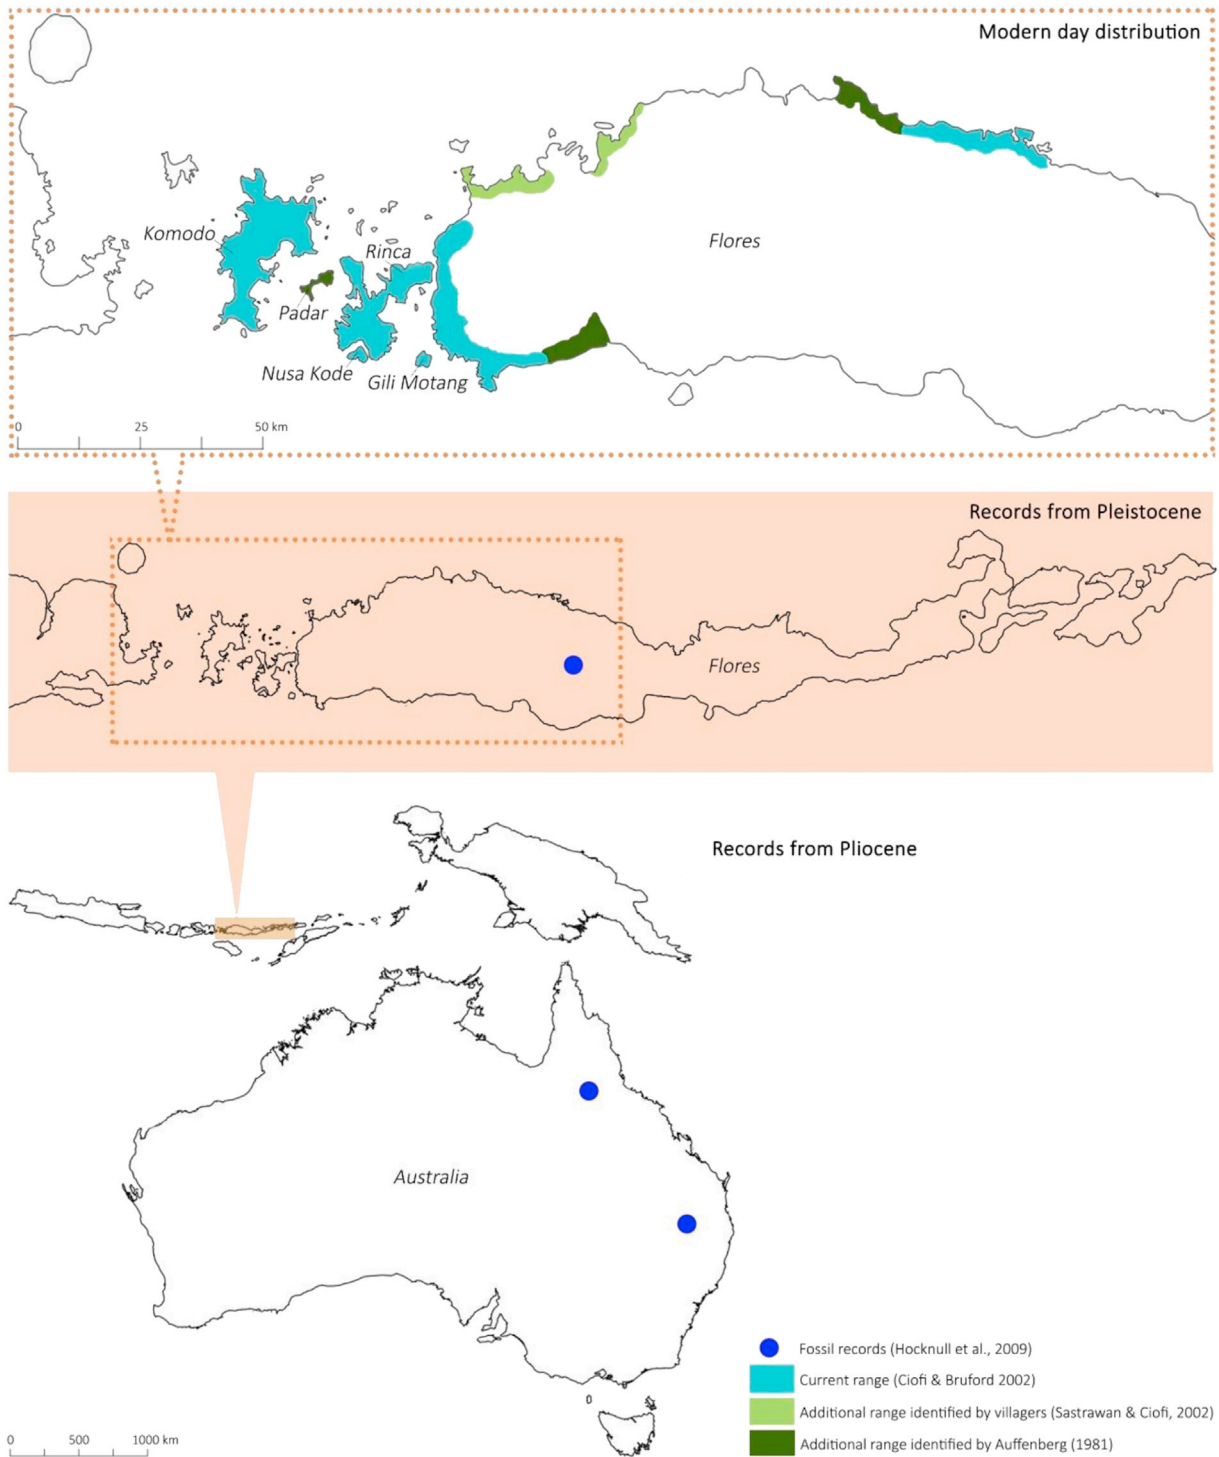 Modern day distribution
Komodo
Rinca
Flores
Padar
Nusa Kode
Gili Motang
0 25 50 km
Records from Pleistocene
Flores
Records from Pliocene
Australia
Fossil records (Hocknull et al., 2009)
Current range (Ciofi & Bruford 2002)
Additional range identified by villagers (Sastrawan & Ciofi, 2002)
Additional range identified by Auffenberg (1981)
0 500 1000 km